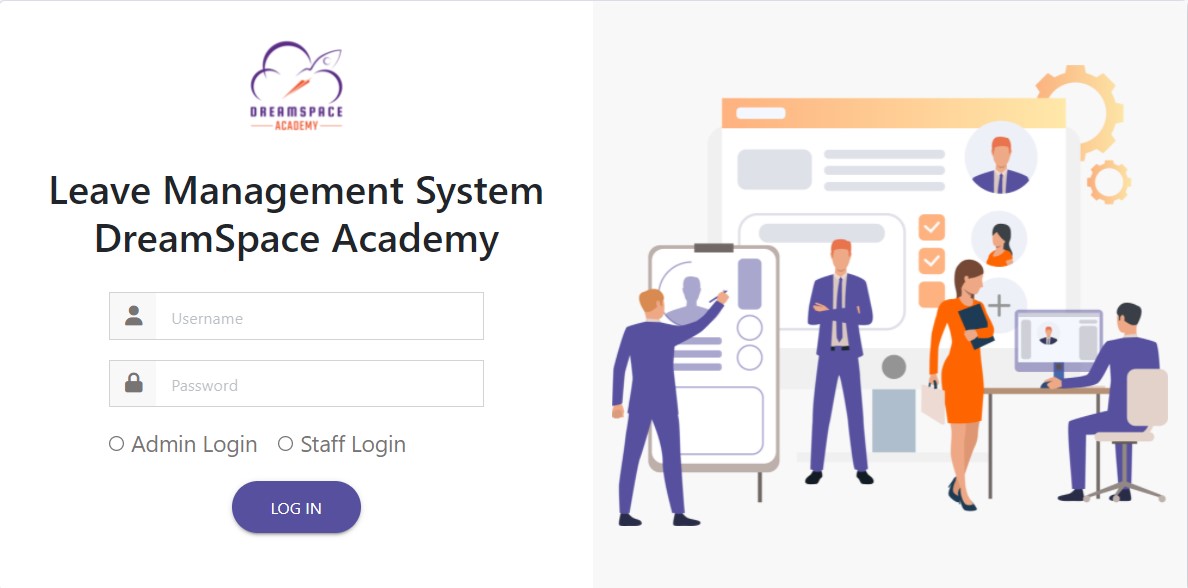 DREAMSPACE
ACADEMY
Leave Management System
DreamSpace Academy
Username
Password
Admin Login Staff Login
LOG IN